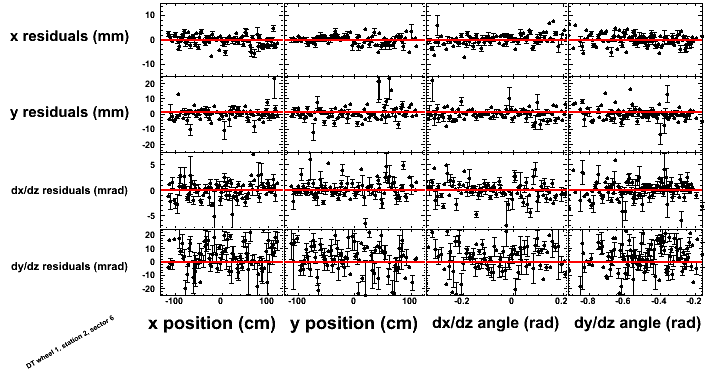 x residuals (mm)
10
0
-10
y residuals (mm)
20
10
0
-10
-20
dx/dz residuals (mrad)
5
0
-5
dy/dz residuals (mrad)
20
10
0
-10
-20
-100 0 100 -100 0 100 -0.2 0 0.2 -0.8 -0.6 -0.4 -0.2
x position (cm) y position (cm) dx/dz angle (rad) dy/dz angle (rad)
DT wheel 1, station 2, sector 6